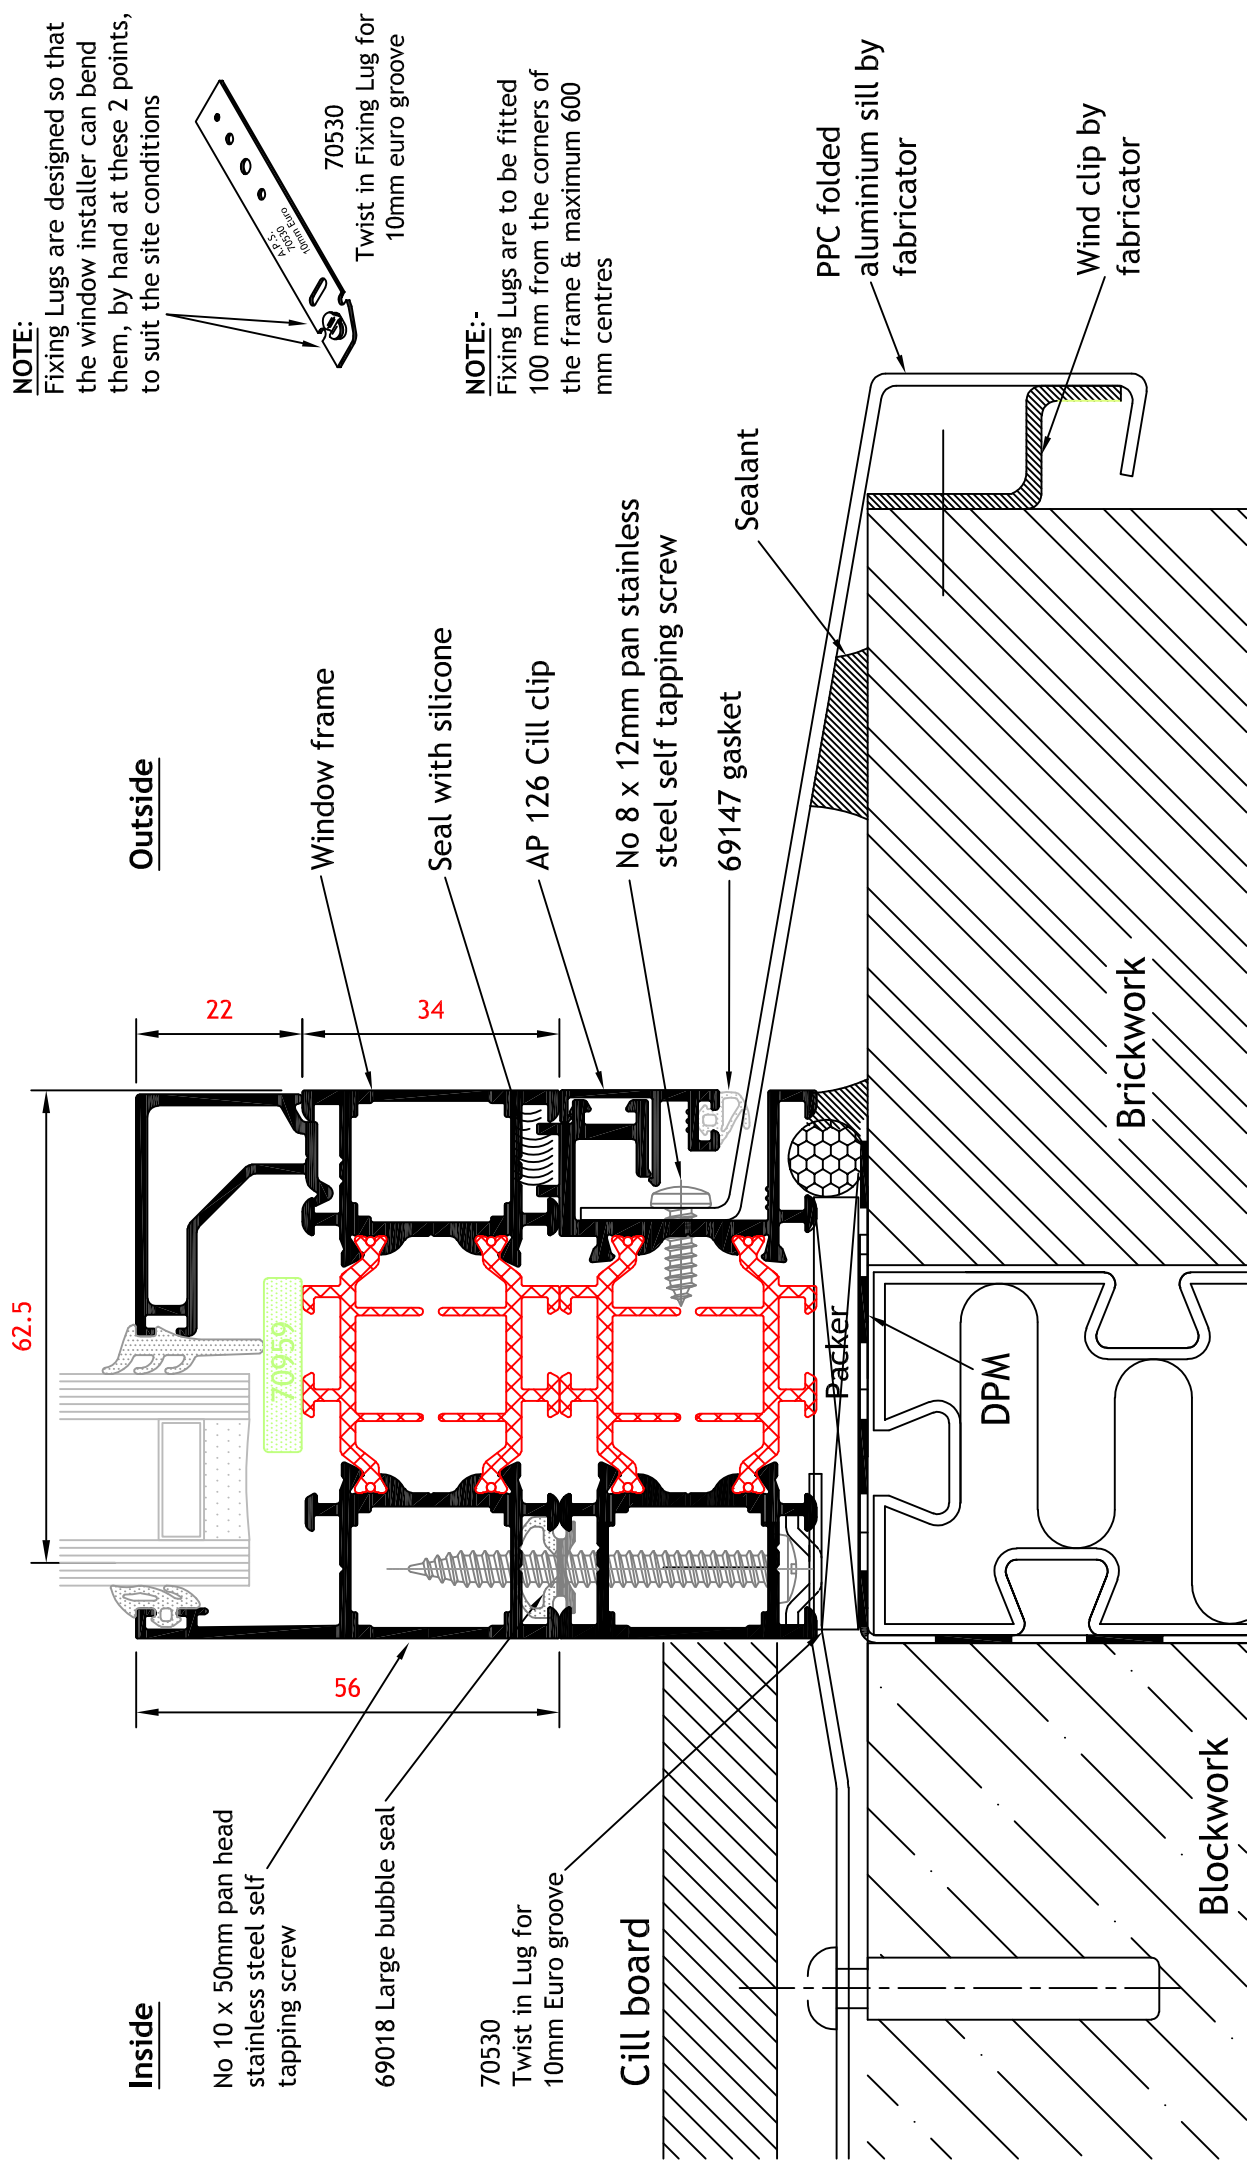 NOTE:
Fixing Lugs are designed so that
the window installer can bend
them, by hand at these 2 points,
to suit the site conditions
A.P.S.
70530
10mm Euro
70530
Twist in Fixing Lug for
10mm euro groove
NOTE:-
Fixing Lugs are to be fitted
100 mm from the corners of
the frame & maximum 600
mm centres
Inside
Outside
No 10 x 50mm pan head
stainless steel self
tapping screw
69018 Large bubble seal
70530
Twist in Lug for
10mm Euro groove
Cill board
Blockwork
62.5
56
22
34
70959
Packer
DPM
Window frame
Seal with silicone
AP 126 Cill clip
No 8 x 12mm pan stainless
steel self tapping screw
69147 gasket
Sealant
PPC folded
aluminium sill by
fabricator
Wind clip by
fabricator
Brickwork